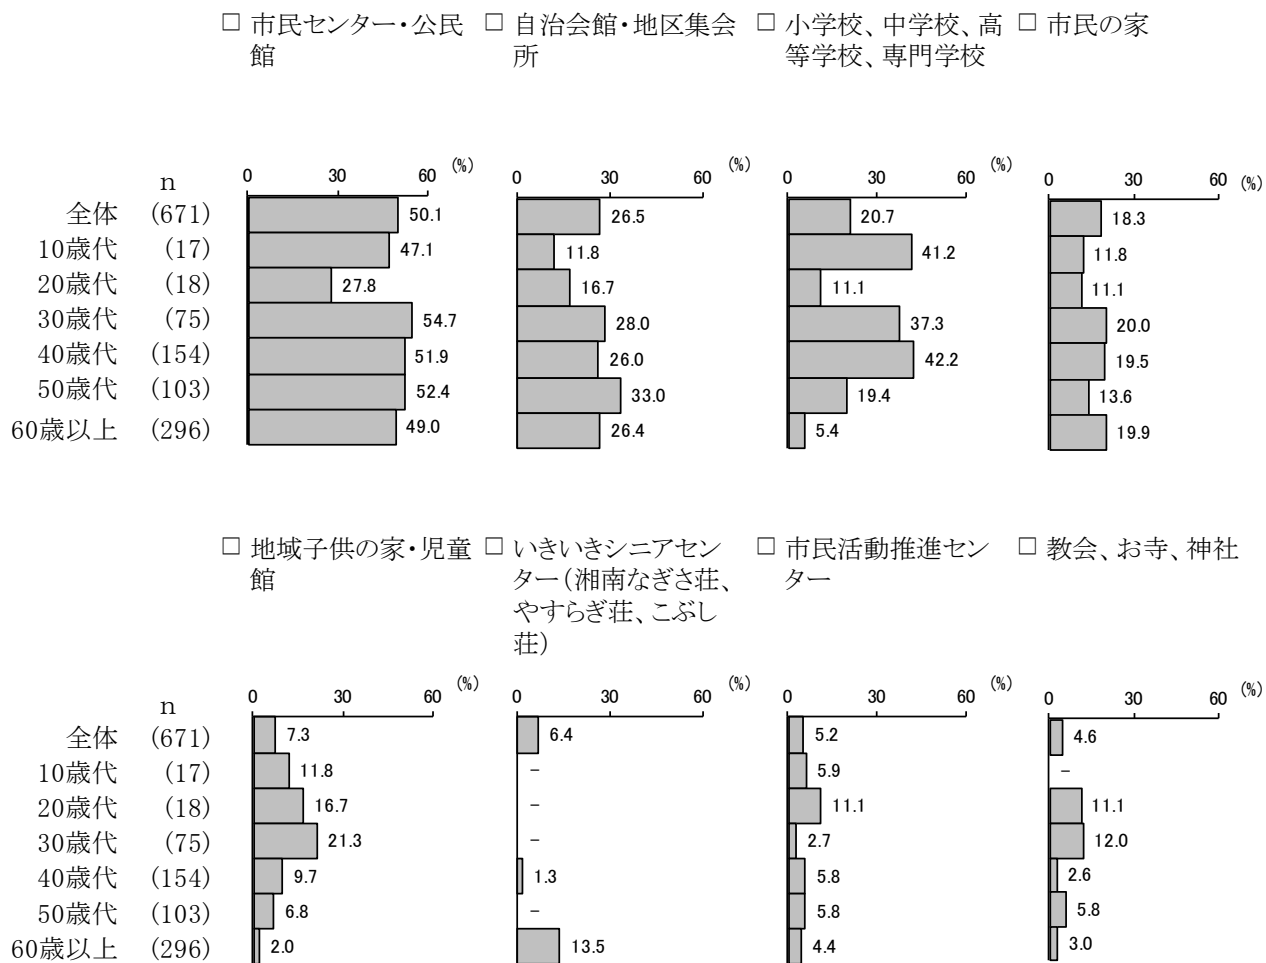 □ 市民センター・公民館
□ 自治会館・地区集会所
□ 小学校、中学校、高等学校、専門学校
□ 市民の家
0 30 60 (%)
0 30 60 (%)
0 30 60 (%)
0 30 60 (%)
n
全体 (671) 50.1 26.5 20.7 18.3
10歳代 (17) 47.1 11.8 41.2 11.8
20歳代 (18) 27.8 16.7 11.1 11.1
30歳代 (75) 54.7 28.0 37.3 20.0
40歳代 (154) 51.9 26.0 42.2 19.5
50歳代 (103) 52.4 33.0 19.4 13.6
60歳以上 (296) 49.0 26.4 5.4 19.9
□ 地域子供の家・児童館
□ いきいきシニアセンター(湘南なぎさ荘、やすらぎ荘、こぶし荘)
□ 市民活動推進センター
□ 教会、お寺、神社
0 30 60 (%)
0 30 60 (%)
0 30 60 (%)
0 30 60 (%)
n
全体 (671) 7.3 6.4 5.2 4.6
10歳代 (17) 11.8 － 5.9 －
20歳代 (18) 16.7 － 11.1 11.1
30歳代 (75) 21.3 － 2.7 12.0
40歳代 (154) 9.7 1.3 5.8 2.6
50歳代 (103) 6.8 － 5.8 5.8
60歳以上 (296) 2.0 13.5 4.4 3.0